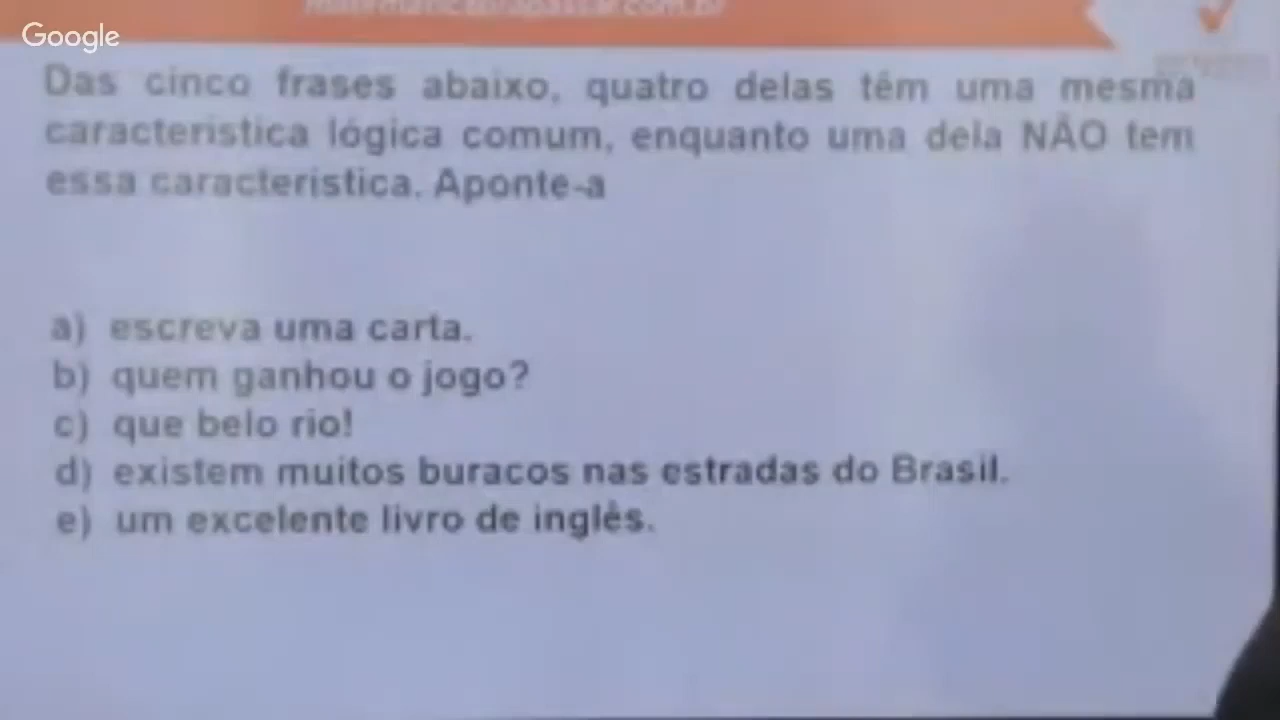 Google
Das cinco frases abaixo, quatro delas têm uma mesma
característica lógica comum, enquanto uma dela NÃO tem
essa característica. Aponte-a
a) escreva uma carta.
b) quem ganhou o jogo?
c) que belo rio!
d) existem muitos buracos nas estradas do Brasil.
e) um excelente livro de inglês.